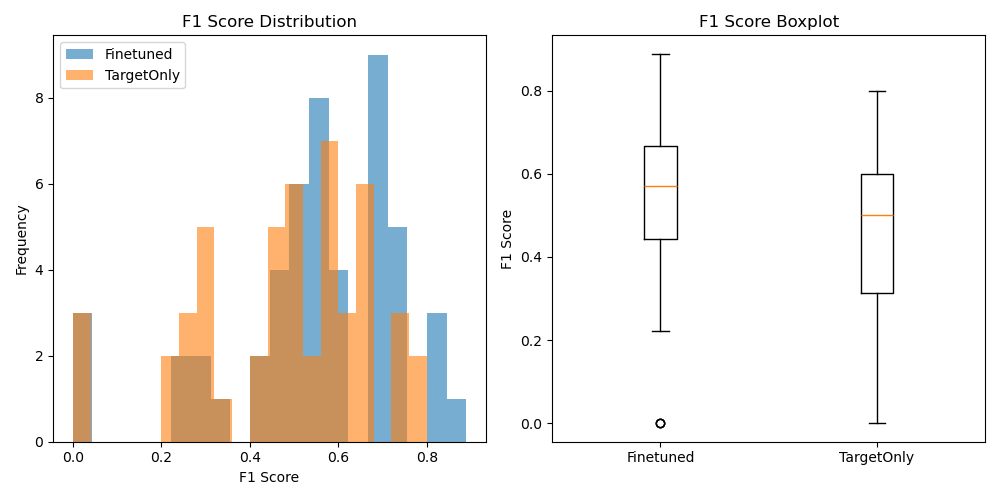 F1 Score Distribution
Finetuned
TargetOnly
8
6
4
2
0
Frequency
0.0 0.2 0.4 0.6 0.8
F1 Score
F1 Score Boxplot
0.8
0.6
0.4
0.2
0.0
F1 Score
Finetuned TargetOnly